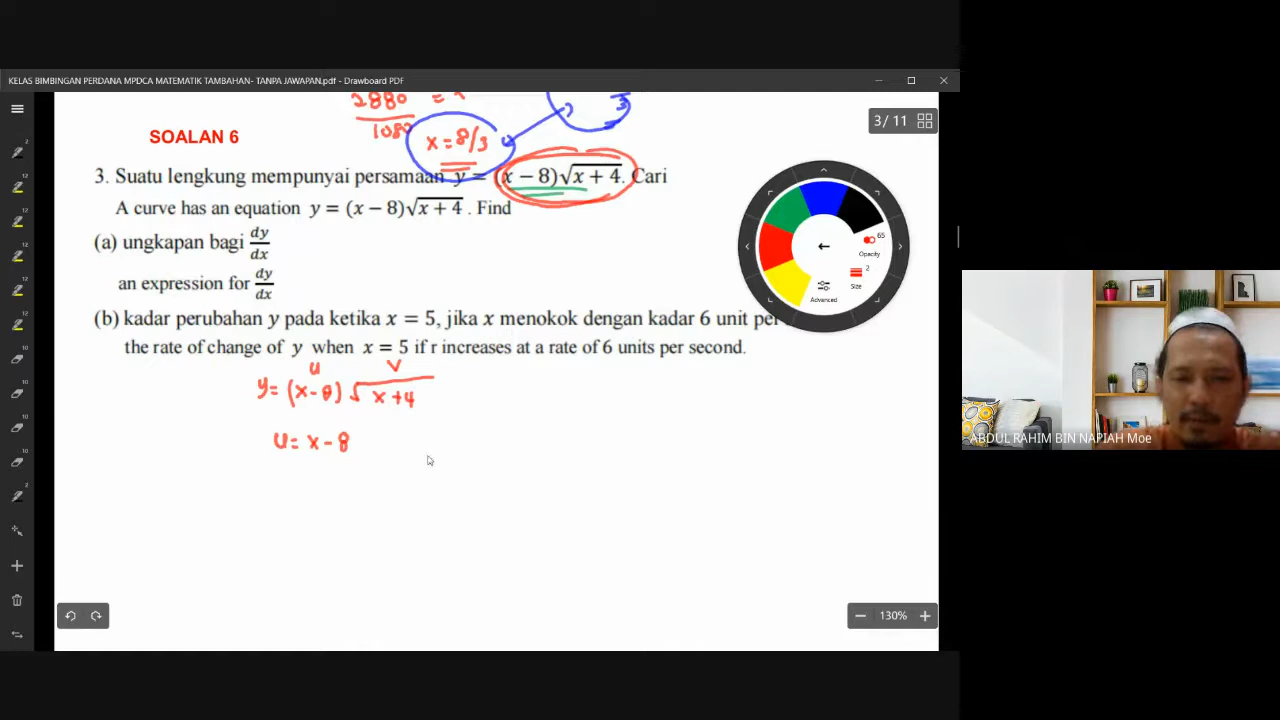 KELAS BIMBINGAN PERDANA MPDCA MATEMATIK TAMBAHAN- TANPA JAWAPAN.pdf - Drawboard PDF
2880
1080
x = 8/3
3 / 11
SOALAN 6
3. Suatu lengkung mempunyai persamaan y = (x − 8)√x + 4. Cari
A curve has an equation y = (x − 8)√x + 4 . Find
(a) ungkapan bagi dy/dx
an expression for dy/dx
(b) kadar perubahan y pada ketika x = 5, jika x menokok dengan kadar 6 unit per
the rate of change of y when x = 5 if r increases at a rate of 6 units per second.
u v
y = (x - 8) √x + 4
u = x - 8
65
Opacity
2
Size
Advanced
130%
ABDUL RAHIM BIN NAPIAH Moe